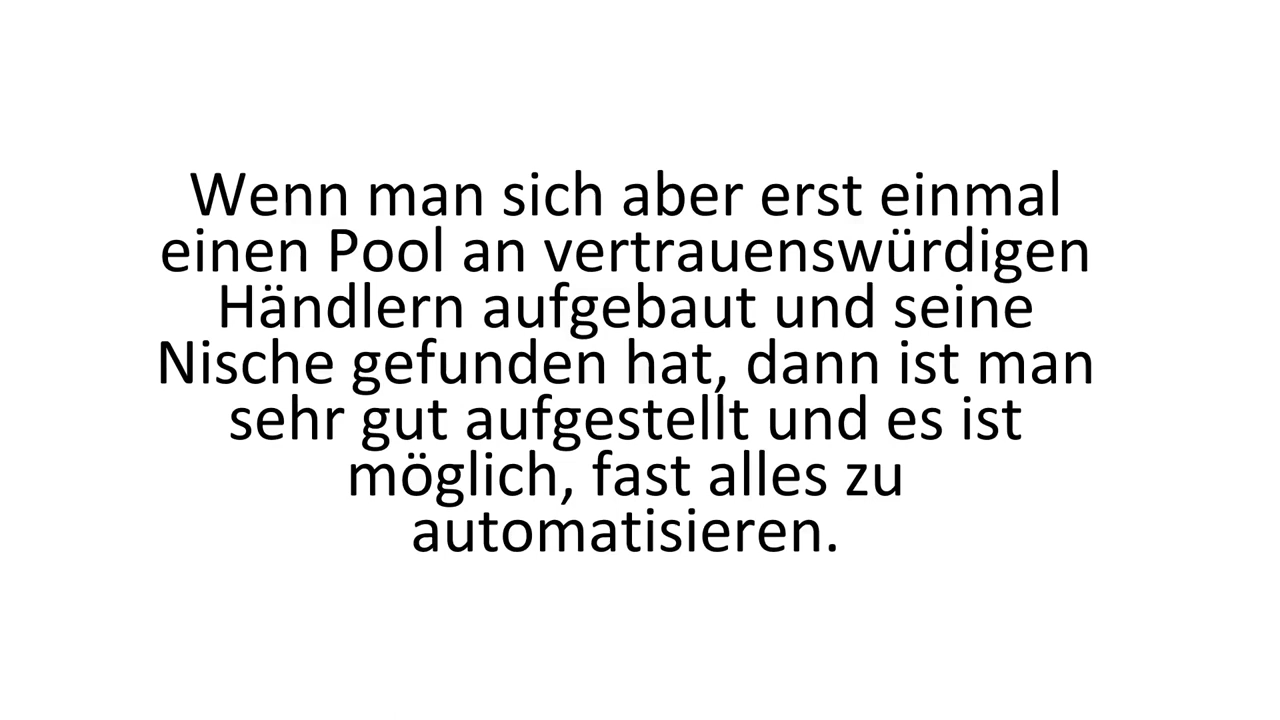 Wenn man sich aber erst einmal
einen Pool an vertrauenswürdigen
Händlern aufgebaut und seine
Nische gefunden hat, dann ist man
sehr gut aufgestellt und es ist
möglich, fast alles zu
automatisieren.